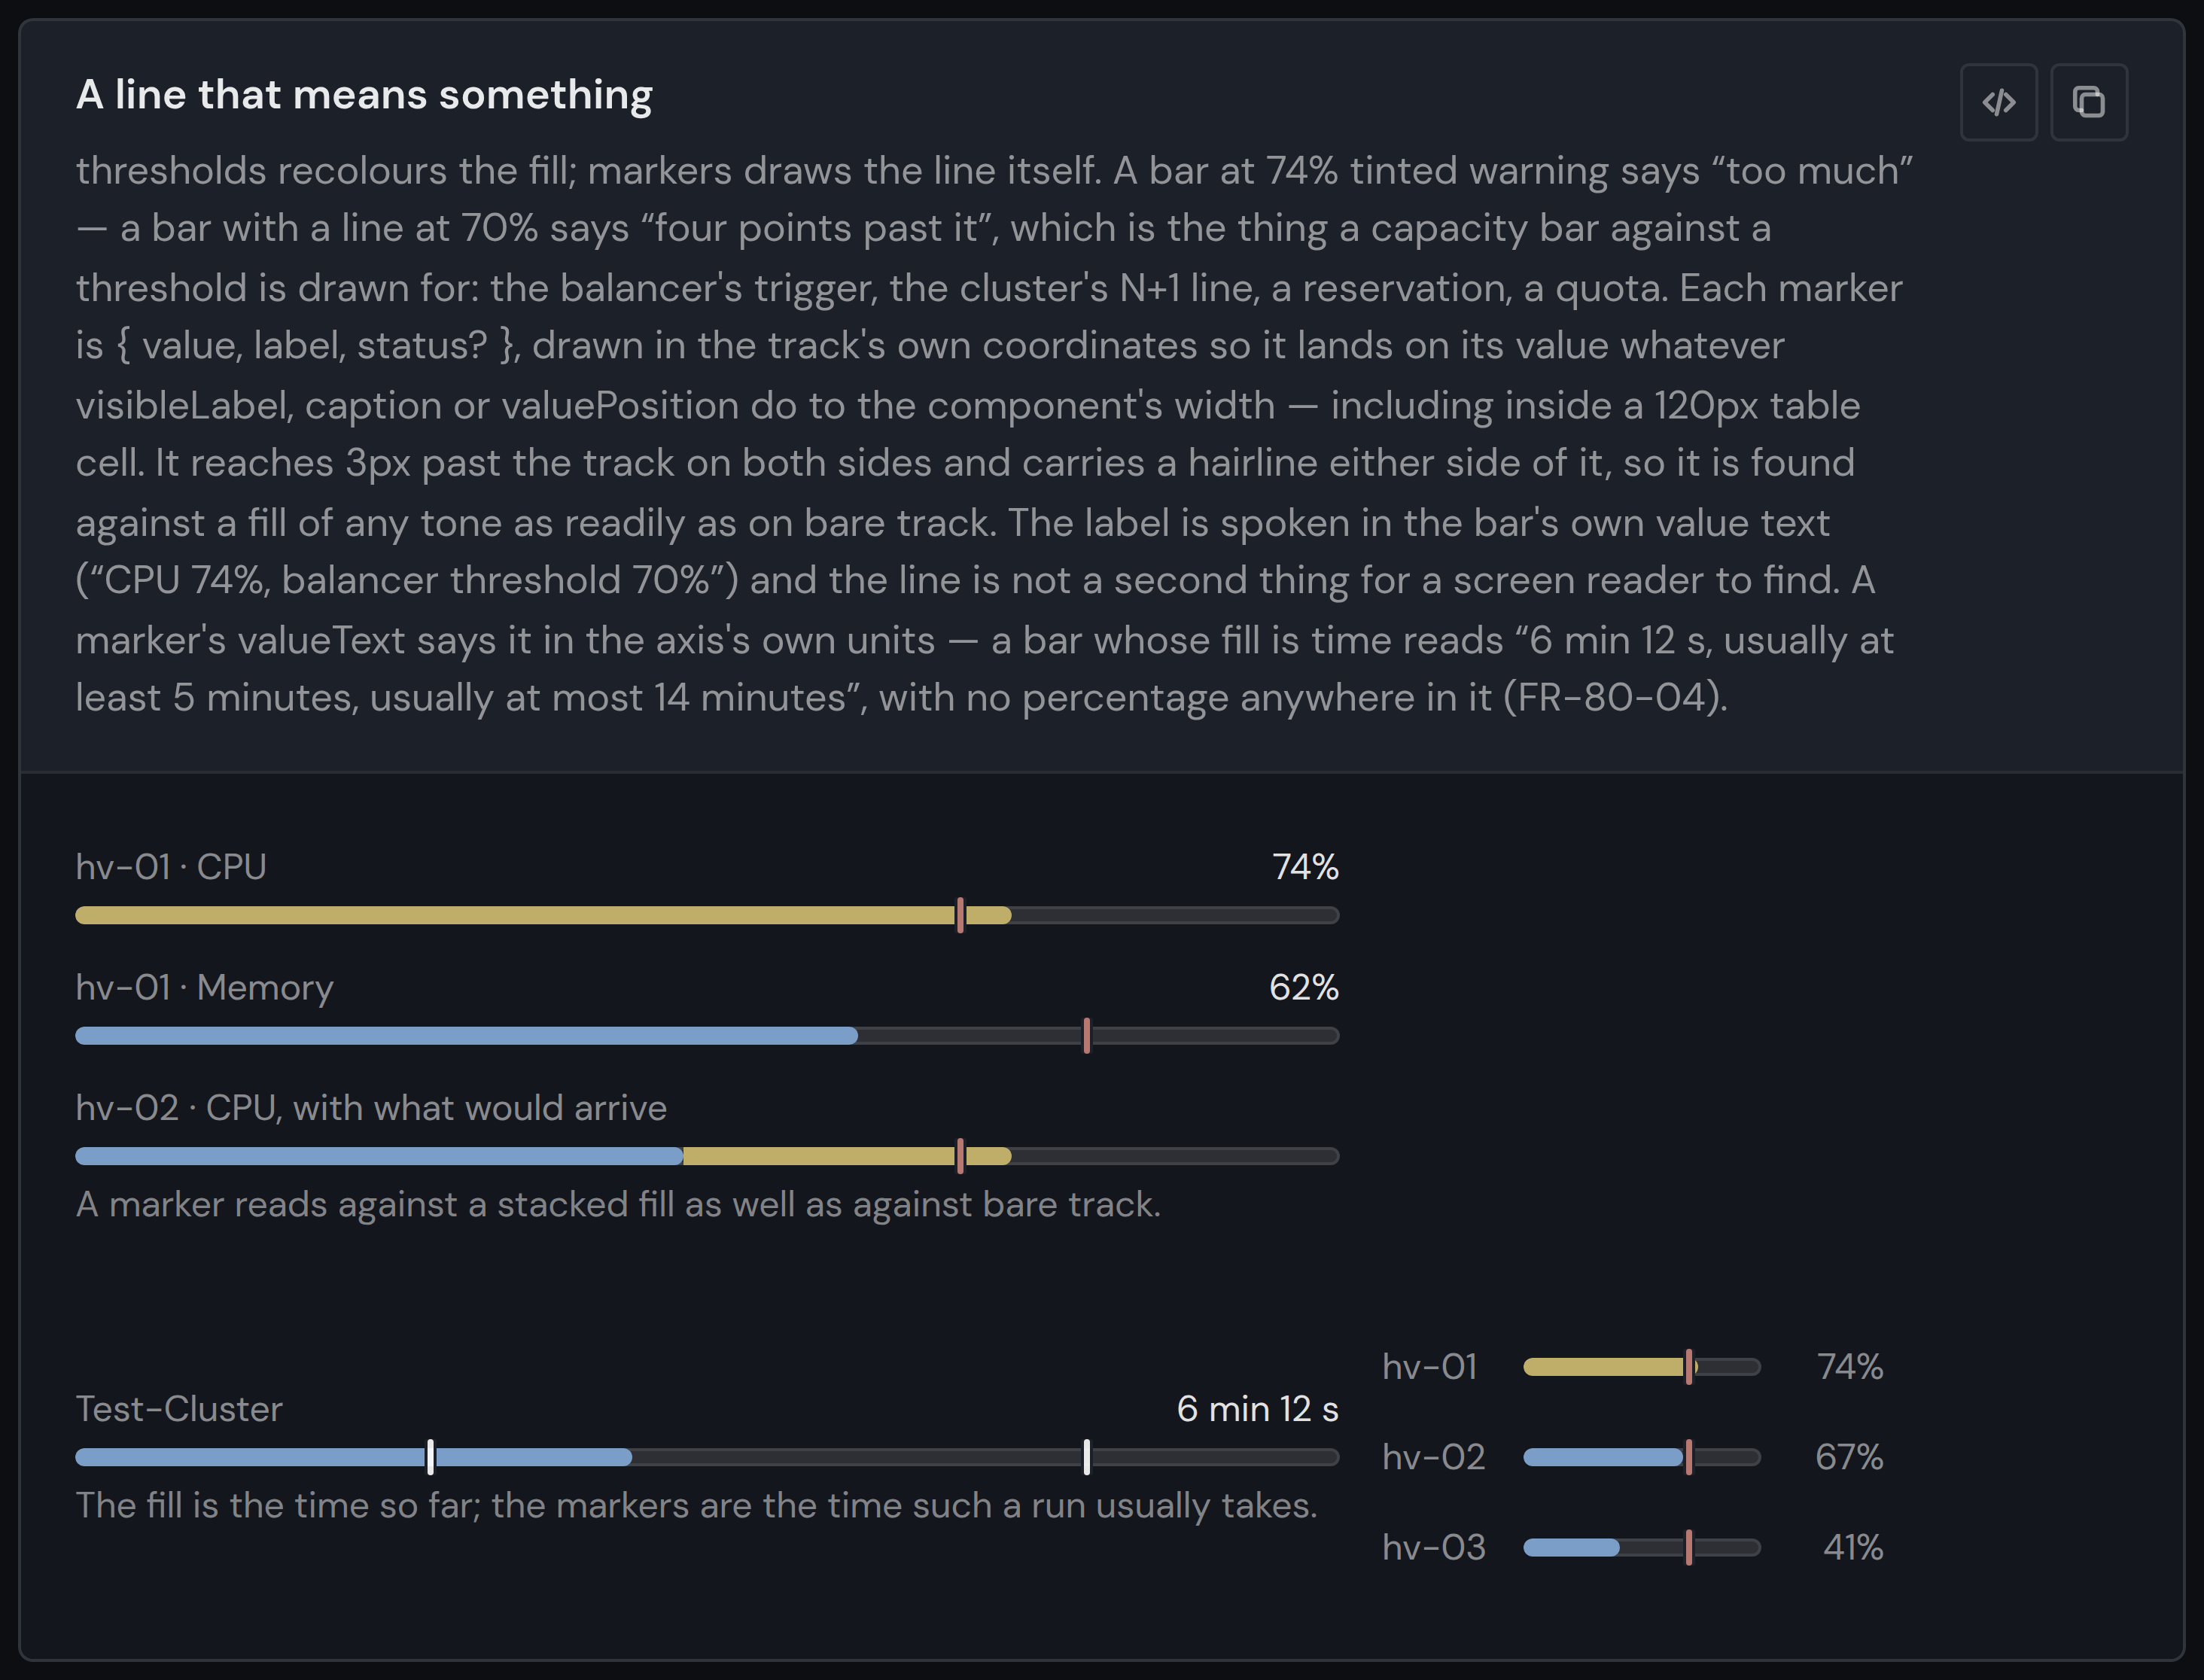 A line that means something
thresholds recolours the fill; markers draws the line itself. A bar at 74% tinted warning says “too much”
— a bar with a line at 70% says “four points past it”, which is the thing a capacity bar against a
threshold is drawn for: the balancer's trigger, the cluster's N+1 line, a reservation, a quota. Each marker
is { value, label, status? }, drawn in the track's own coordinates so it lands on its value whatever
visibleLabel, caption or valuePosition do to the component's width — including inside a 120px table
cell. It reaches 3px past the track on both sides and carries a hairline either side of it, so it is found
against a fill of any tone as readily as on bare track. The label is spoken in the bar's own value text
(“CPU 74%, balancer threshold 70%”) and the line is not a second thing for a screen reader to find. A
marker's valueText says it in the axis's own units — a bar whose fill is time reads “6 min 12 s, usually at
least 5 minutes, usually at most 14 minutes”, with no percentage anywhere in it (FR-80-04).
hv-01 · CPU 74%
hv-01 · Memory 62%
hv-02 · CPU, with what would arrive
A marker reads against a stacked fill as well as against bare track.
Test-Cluster 6 min 12 s
The fill is the time so far; the markers are the time such a run usually takes.
hv-01 74%
hv-02 67%
hv-03 41%